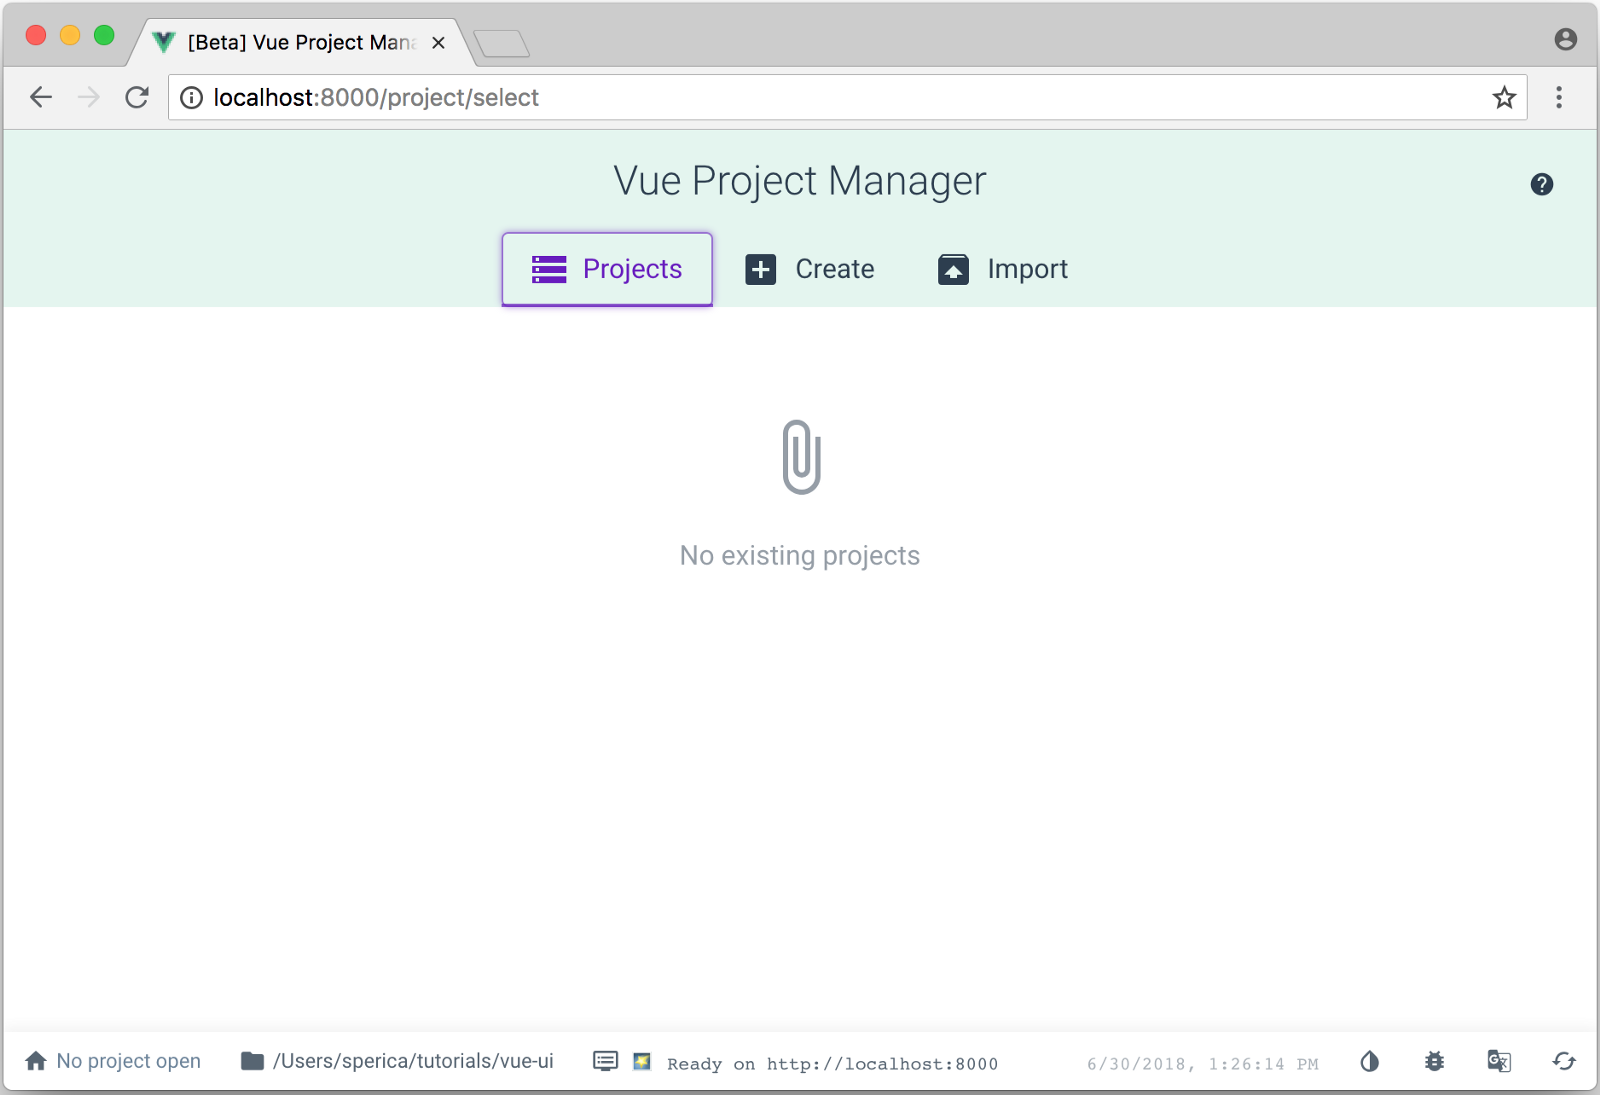 [Beta] Vue Project Mana
localhost:8000/project/select
Vue Project Manager
Projects
Create
Import
No existing projects
No project open
/Users/sperica/tutorials/vue-ui
Ready on http://localhost:8000
6/30/2018, 1:26:14 PM